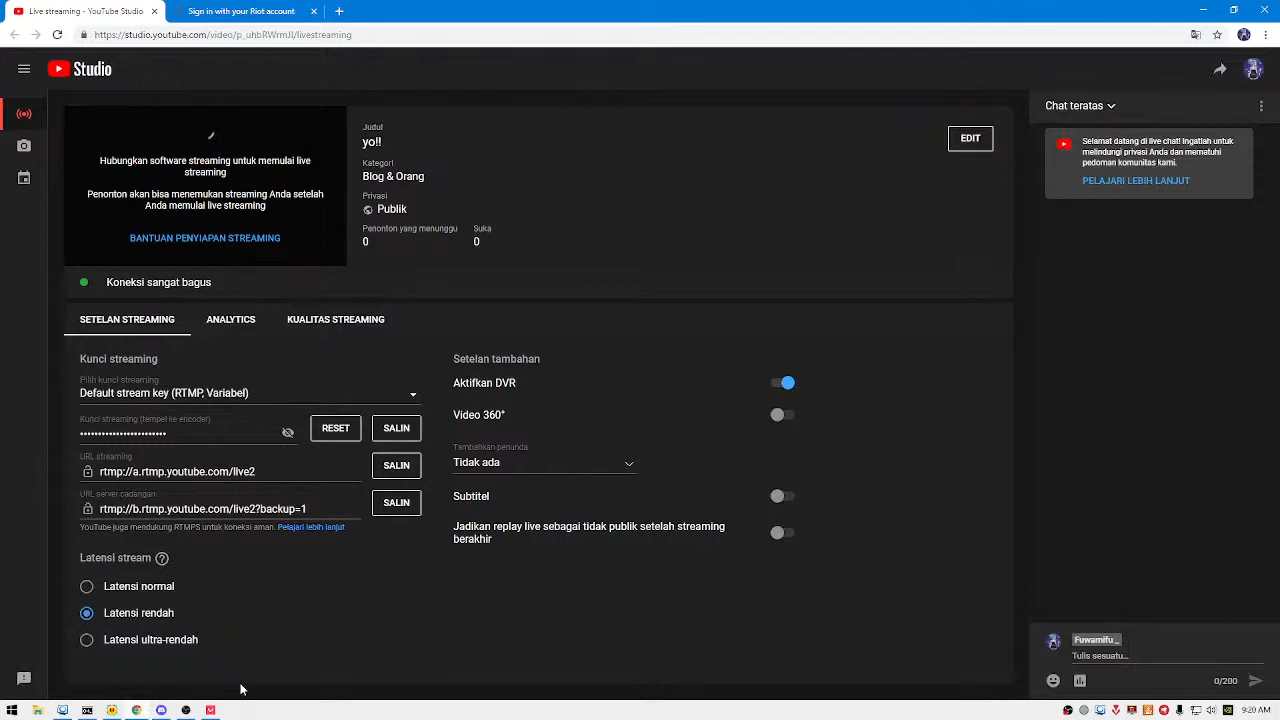 Live streaming - YouTube Studio
Sign in with your Riot account
https://studio.youtube.com/video/p_uhbRWrmJI/livestreaming
Studio
Hubungkan software streaming untuk memulai live
streaming
Penonton akan bisa menemukan streaming Anda setelah
Anda memulai live streaming
BANTUAN PENYIAPAN STREAMING
Judul
yo!!
Kategori
Blog & Orang
Privasi
Publik
Penonton yang menunggu
Suka
0
0
EDIT
Koneksi sangat bagus
SETELAN STREAMING
ANALYTICS
KUALITAS STREAMING
Kunci streaming
Pilih kunci streaming
Default stream key (RTMP, Variabel)
Kunci streaming (tempel ke encoder)
RESET
SALIN
URL streaming
rtmp://a.rtmp.youtube.com/live2
SALIN
URL server cadangan
rtmp://b.rtmp.youtube.com/live2?backup=1
SALIN
YouTube juga mendukung RTMPS untuk koneksi aman. Pelajari lebih lanjut
Latensi stream
Latensi normal
Latensi rendah
Latensi ultra-rendah
Setelan tambahan
Aktifkan DVR
Video 360°
Tambahkan penunda
Tidak ada
Subtitel
Jadikan replay live sebagai tidak publik setelah streaming
berakhir
Chat teratas
Selamat datang di live chat! Ingatlah untuk
melindungi privasi Anda dan mematuhi
pedoman komunitas kami.
PELAJARI LEBIH LANJUT
Fuwamifu _
Tulis sesuatu...
0/200
9:20 AM